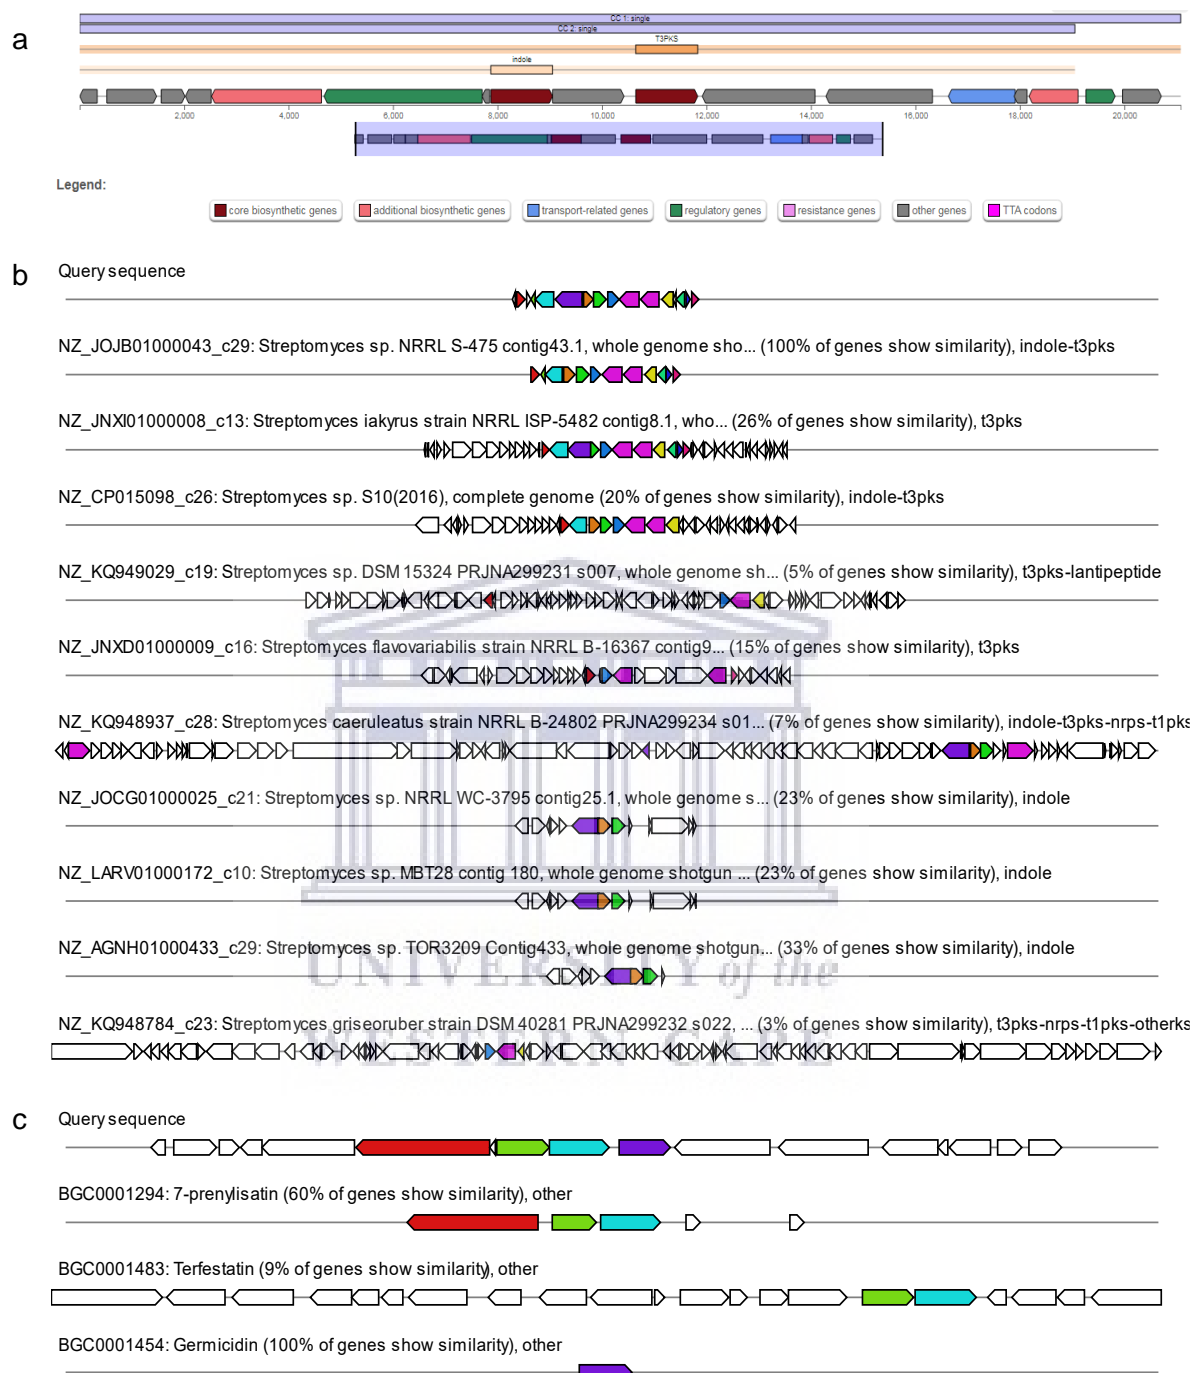 a
CC 1: single
CC 2: single
T3PKS
indole
2,000 4,000 6,000 8,000 10,000 12,000 14,000 16,000 18,000 20,000
Legend:
core biosynthetic genes additional biosynthetic genes transport-related genes regulatory genes resistance genes other genes TTA codons
b
Query sequence
NZ_JOJB01000043_c29: Streptomyces sp. NRRL S-475 contig43.1, whole genome sho... (100% of genes show similarity), indole-t3pks
NZ_JNXI01000008_c13: Streptomyces iakyrus strain NRRL ISP-5482 contig8.1, who... (26% of genes show similarity), t3pks
NZ_CP015098_c26: Streptomyces sp. S10(2016), complete genome (20% of genes show similarity), indole-t3pks
NZ_KQ949029_c19: Streptomyces sp. DSM 15324 PRJNA299231 s007, whole genome sh... (5% of genes show similarity), t3pks-lantipeptide
NZ_JNXD01000009_c16: Streptomyces flavovariabilis strain NRRL B-16367 contig9... (15% of genes show similarity), t3pks
NZ_KQ948937_c28: Streptomyces caeruleatus strain NRRL B-24802 PRJNA299234 s01... (7% of genes show similarity), indole-t3pks-nrps-t1pks
NZ_JOCG01000025_c21: Streptomyces sp. NRRL WC-3795 contig25.1, whole genome s... (23% of genes show similarity), indole
NZ_LARV01000172_c10: Streptomyces sp. MBT28 contig 180, whole genome shotgun ... (23% of genes show similarity), indole
NZ_AGNH01000433_c29: Streptomyces sp. TOR3209 Contig433, whole genome shotgun... (33% of genes show similarity), indole
UNIVERSITY of the
NZ_KQ948784_c23: Streptomyces griseoruber strain DSM 40281 PRJNA299232 s022, ... (3% of genes show similarity), t3pks-nrps-t1pks-otherks
WESTERN CAPE
c
Query sequence
BGC0001294: 7-prenylisatin (60% of genes show similarity), other
BGC0001483: Terfestatin (9% of genes show similarity), other
BGC0001454: Germicidin (100% of genes show similarity), other